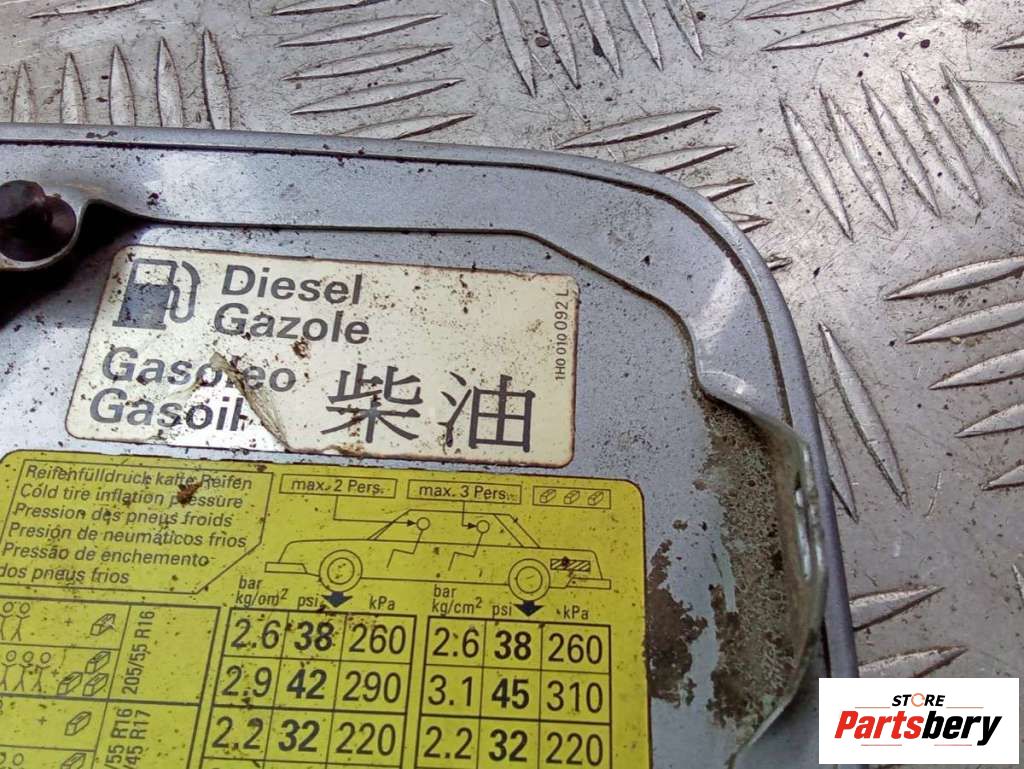 Diesel
Gazole
Gasoleo
Gasoil
柴油
1H0 010 092 L
Reifenfülldruck kalte Reifen
Cold tire inflation pressure
Pression des pneus froids
Presión de neumáticos frios
Pressão de enchemento
dos pneus frios
max. 2 Pers.
max. 3 Pers.
bar
kg/cm² psi kPa
bar
kg/cm² psi kPa
205/55 R16
2.6 38 260 2.6 38 260
2.9 42 290 3.1 45 310
2.2 32 220 2.2 32 220
STORE
Partsbery